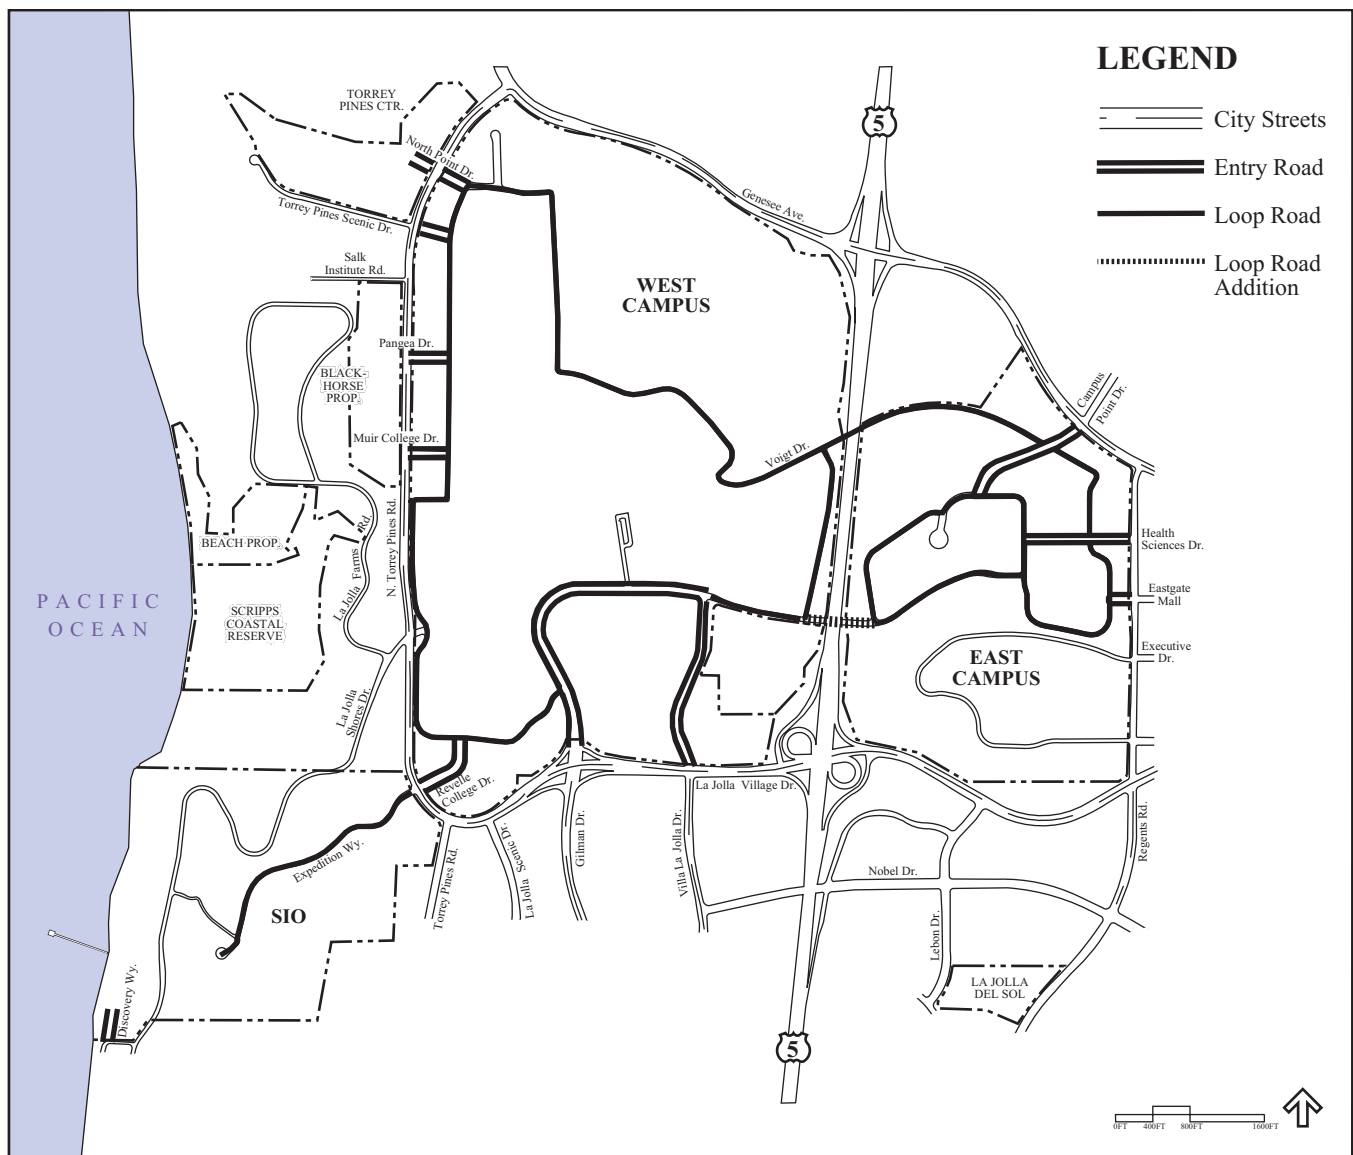 LEGEND
City Streets
Entry Road
Loop Road
Loop Road
Addition
TORREY
PINES CTR.
5
North Point Dr.
Torrey Pines Scenic Dr.
Genesee Ave.
Salk
Institute Rd.
WEST
CAMPUS
Pangea Dr.
BLACK-
HORSE
PROP.
Campus
Point Dr.
Muir College Dr.
Voigt Dr.
N. Torrey Pines Rd.
BEACH PROP.
La Jolla Farms Rd.
Health
Sciences Dr.
Eastgate
Mall
PACIFIC
OCEAN
SCRIPPS
COASTAL
RESERVE
Executive
Dr.
EAST
CAMPUS
La Jolla
Shores Dr.
Revelle
College Dr.
La Jolla Village Dr.
Expedition Wy.
Torrey Pines Rd.
La Jolla Scenic Dr.
Gilman Dr.
Villa La Jolla Dr.
Nobel Dr.
Regents Rd.
SIO
Lebon Dr.
LA JOLLA
DEL SOL
Discovery Wy.
5
0FT 400FT 800FT 1600FT